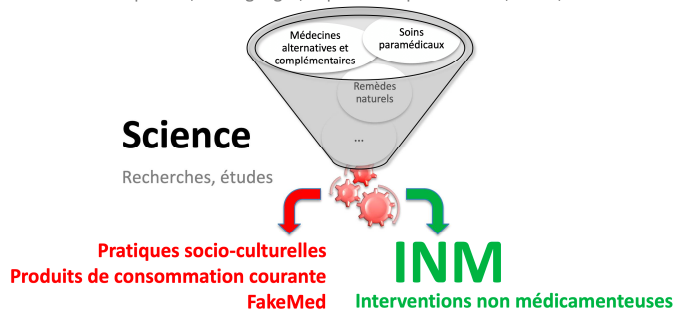 Médecines
alternatives et
complémentaires
Soins
paramédicaux
Remèdes
naturels
...
Science
Recherches, études
Pratiques socio-culturelles
Produits de consommation courante
FakeMed
INM
Interventions non médicamenteuses